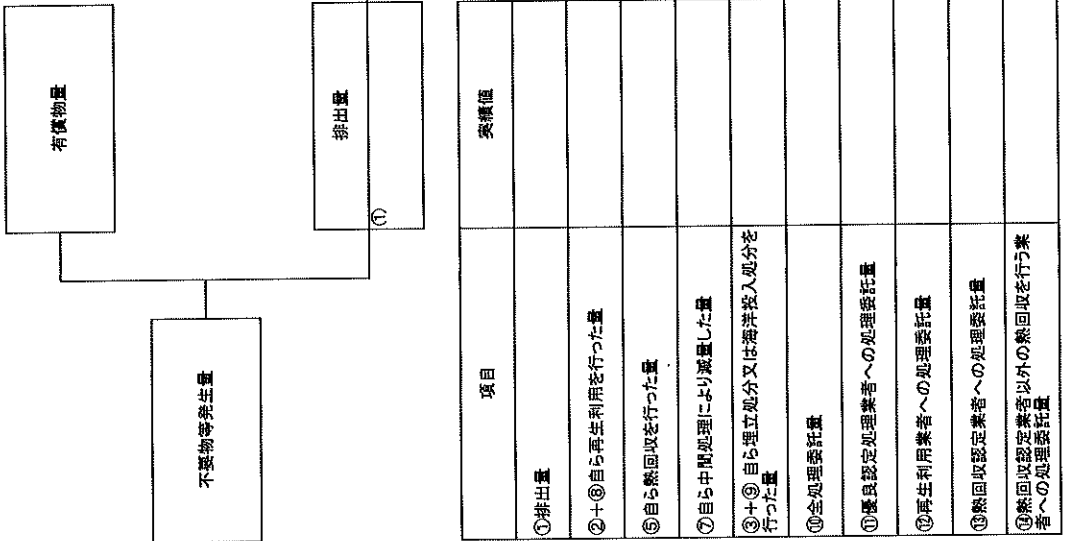 有償物量
不要物等発生量
排出量
①
項目
実績値
①排出量
②+⑧自ら再生利用を行った量
⑤自ら熱回収を行った量
⑦自ら中間処理により減量した量
③+⑨ 自ら埋立処分又は海洋投入処分を
行った量
⑩全処理委託量
⑪優良認定処理業者への処理委託量
⑫再生利用業者への処理委託量
⑬熱回収認定業者への処理委託量
⑭熱回収認定業者以外の熱回収を行う業
者への処理委託量